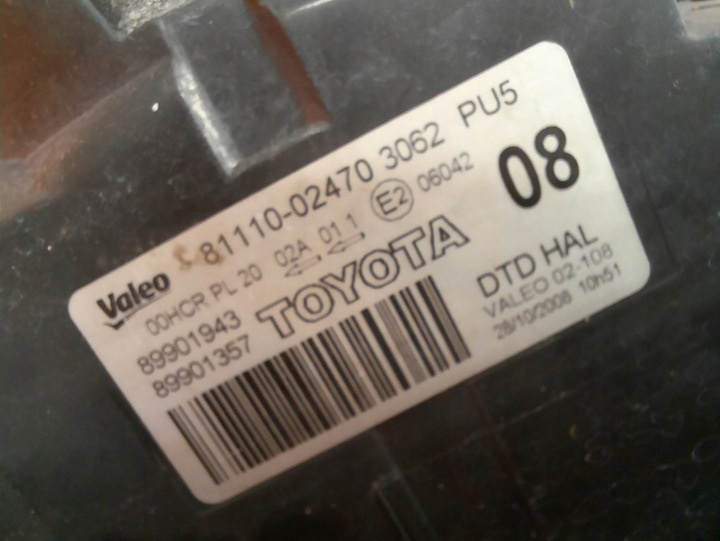 81110-02470 3062 PU5
Valeo 00HCR PL 20 02A 01 1 E2 06042 08
89901943 TOYOTA
89901357
DTD HAL
VALEO 02-108
28/10/2008 10h51